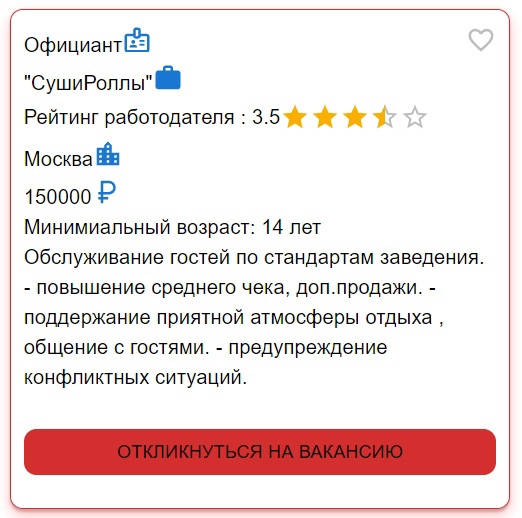 Официант
"СушиРоллы"
Рейтинг работодателя : 3.5
Москва
150000 ₽
Минимиальный возраст: 14 лет
Обслуживание гостей по стандартам заведения.
- повышение среднего чека, доп.продажи. -
поддержание приятной атмосферы отдыха ,
общение с гостями. - предупреждение
конфликтных ситуаций.
ОТКЛИКНУТЬСЯ НА ВАКАНСИЮ